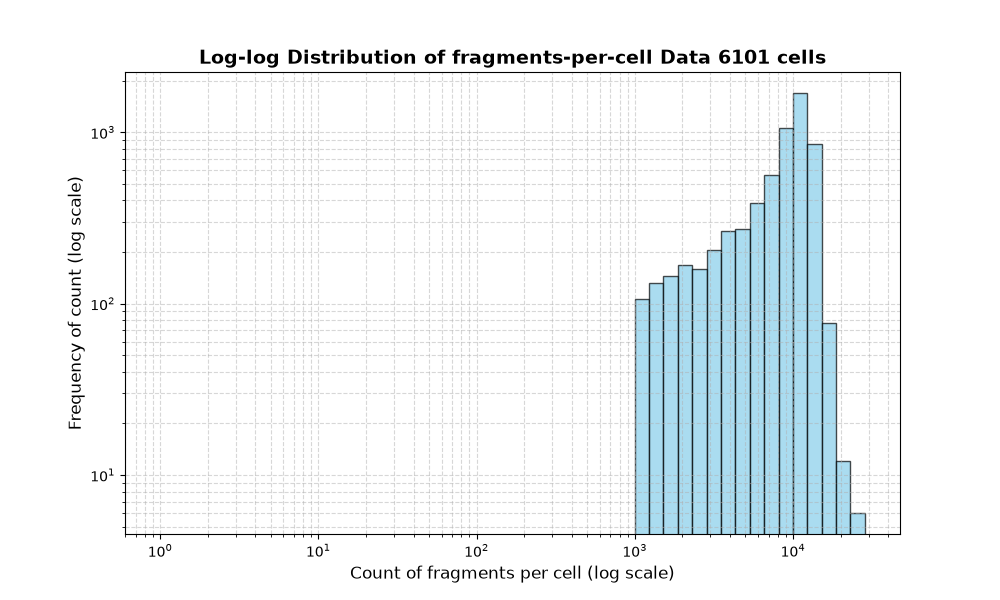 Log-log Distribution of fragments-per-cell Data 6101 cells
Frequency of count (log scale)
10³
10²
10¹
10⁰ 10¹ 10² 10³ 10⁴
Count of fragments per cell (log scale)